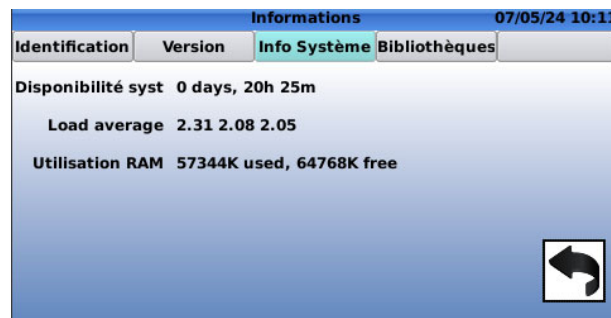 Informations 07/05/24 10:11
Identification Version Info Système Bibliothèques
Disponibilité syst 0 days, 20h 25m
Load average 2.31 2.08 2.05
Utilisation RAM 57344K used, 64768K free